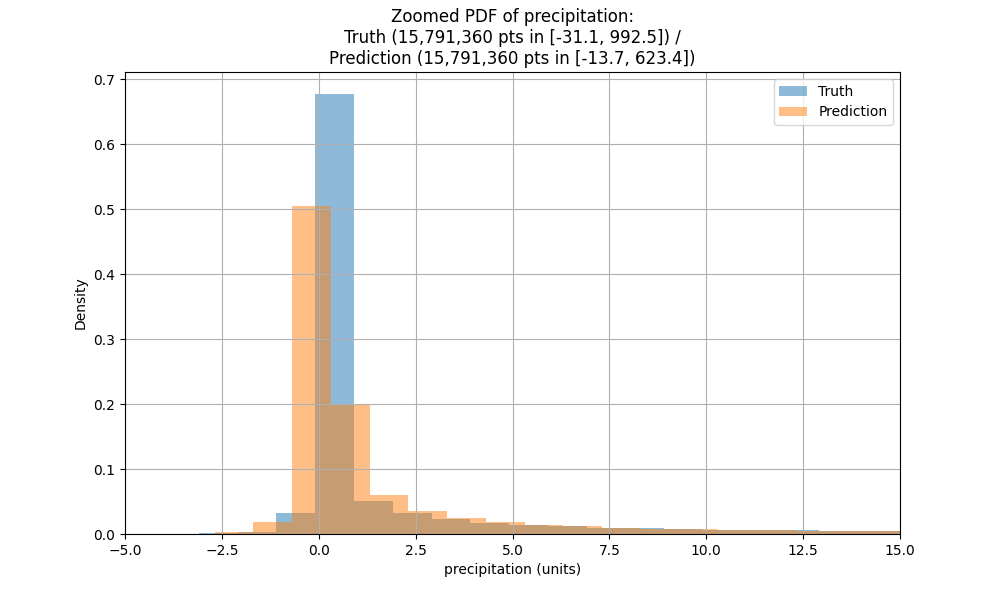 Zoomed PDF of precipitation:
Truth (15,791,360 pts in [-31.1, 992.5]) /
Prediction (15,791,360 pts in [-13.7, 623.4])
Truth
Prediction
Density
0.7
0.6
0.5
0.4
0.3
0.2
0.1
0.0
−5.0 −2.5 0.0 2.5 5.0 7.5 10.0 12.5 15.0
precipitation (units)